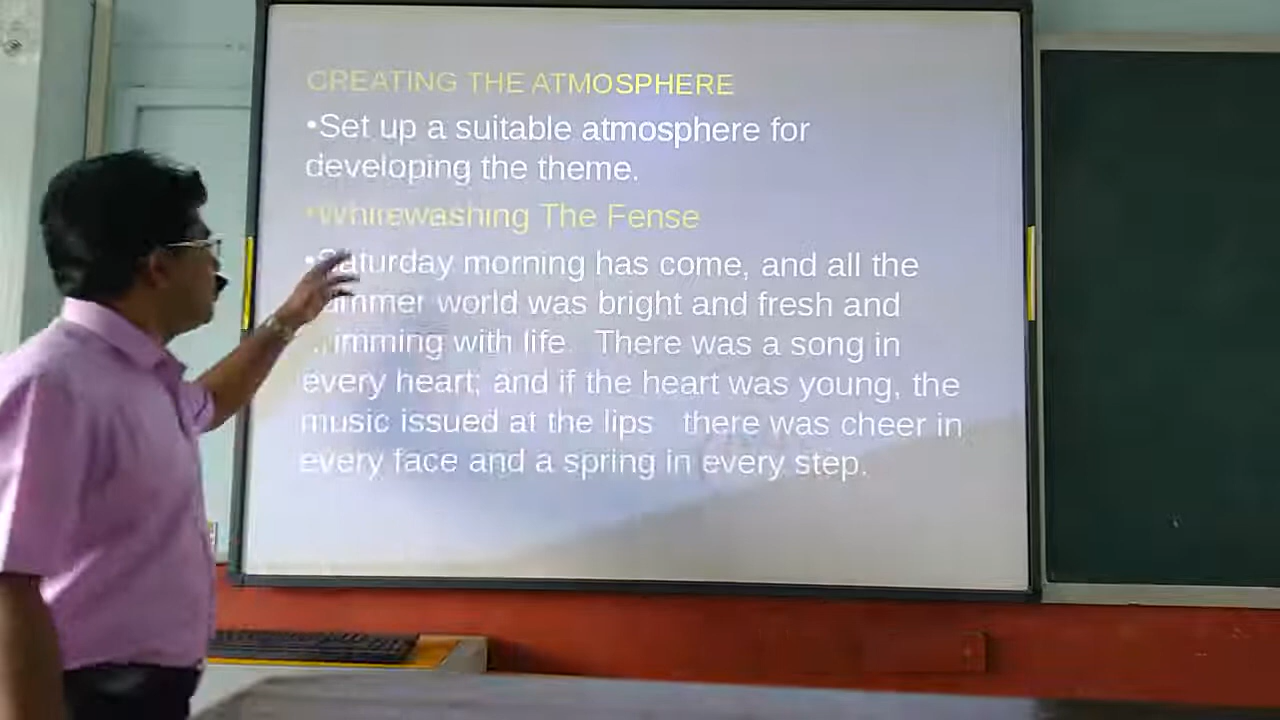 CREATING THE ATMOSPHERE
•Set up a suitable atmosphere for
developing the theme.
•Whitewashing The Fense
•Saturday morning has come, and all the
summer world was bright and fresh and
brimming with life There was a song in
every heart; and if the heart was young, the
music issued at the lips there was cheer in
every face and a spring in every step.